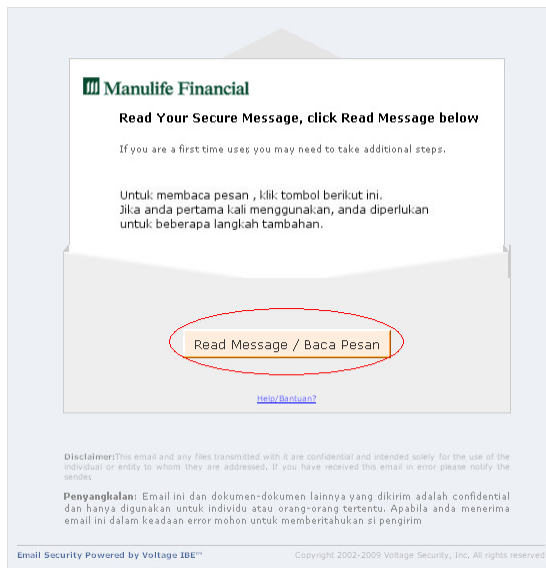 Manulife Financial
Read Your Secure Message, click Read Message below
If you are a first time user, you may need to take additional steps.
Untuk membaca pesan , klik tombol berikut ini.
Jika anda pertama kali menggunakan, anda diperlukan
untuk beberapa langkah tambahan.
Read Message / Baca Pesan
Help/Bantuan?
Disclaimer:This email and any files transmitted with it are confidential and intended solely for the use of the
individual or entity to whom they are addressed. If you have received this email in error please notify the
sender.
Penyangkalan: Email ini dan dokumen-dokumen lainnya yang dikirim adalah confidential
dan hanya digunakan untuk individu atau orang-orang tertentu. Apabila anda menerima
email ini dalam keadaan error mohon untuk memberitahukan si pengirim
Email Security Powered by Voltage IBE™
Copyright 2002-2009 Voltage Security, Inc. All rights reserved